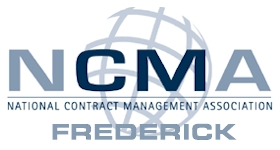 NCMA
NATIONAL CONTRACT MANAGEMENT ASSOCIATION
FREDERICK